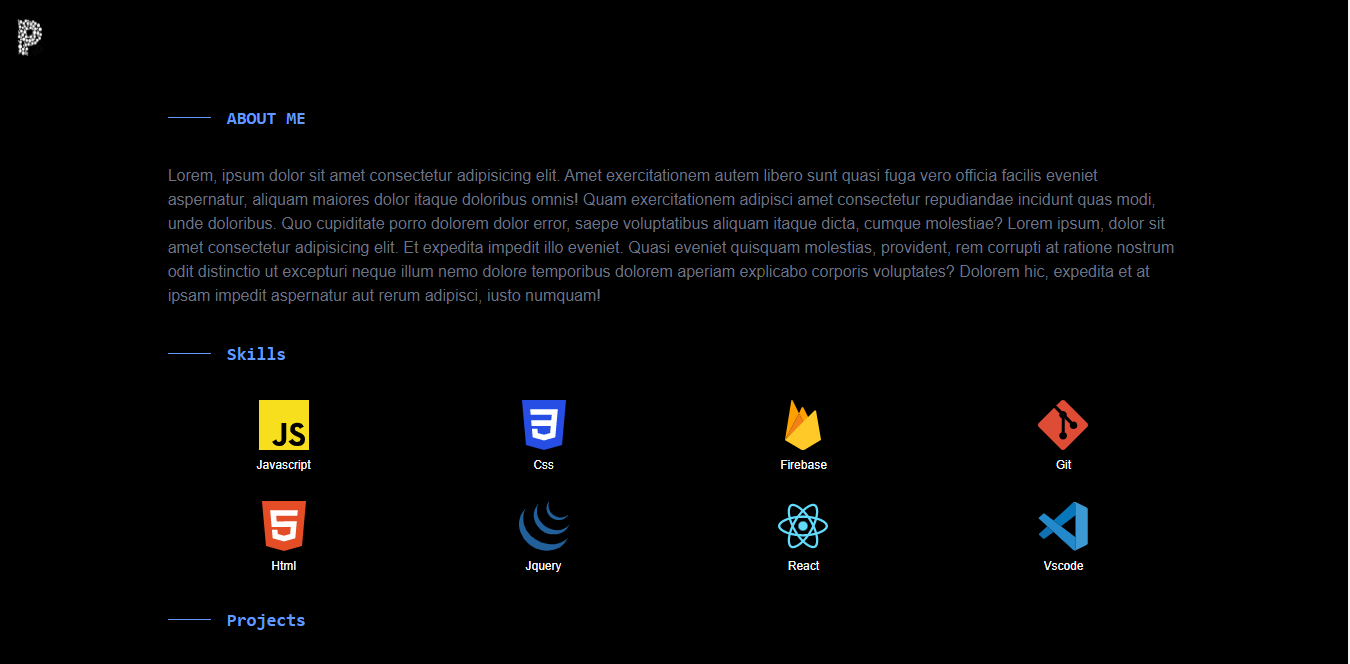 P
ABOUT ME
Lorem, ipsum dolor sit amet consectetur adipisicing elit. Amet exercitationem autem libero sunt quasi fuga vero officia facilis eveniet
aspernatur, aliquam maiores dolor itaque doloribus omnis! Quam exercitationem adipisci amet consectetur repudiandae incidunt quas modi,
unde doloribus. Quo cupiditate porro dolorem dolor error, saepe voluptatibus aliquam itaque dicta, cumque molestiae? Lorem ipsum, dolor sit
amet consectetur adipisicing elit. Et expedita impedit illo eveniet. Quasi eveniet quisquam molestias, provident, rem corrupti at ratione nostrum
odit distinctio ut excepturi neque illum nemo dolore temporibus dolorem aperiam explicabo corporis voluptates? Dolorem hic, expedita et at
ipsam impedit aspernatur aut rerum adipisci, iusto numquam!
Skills
JS
Javascript Css Firebase Git
Html Jquery React Vscode
Projects